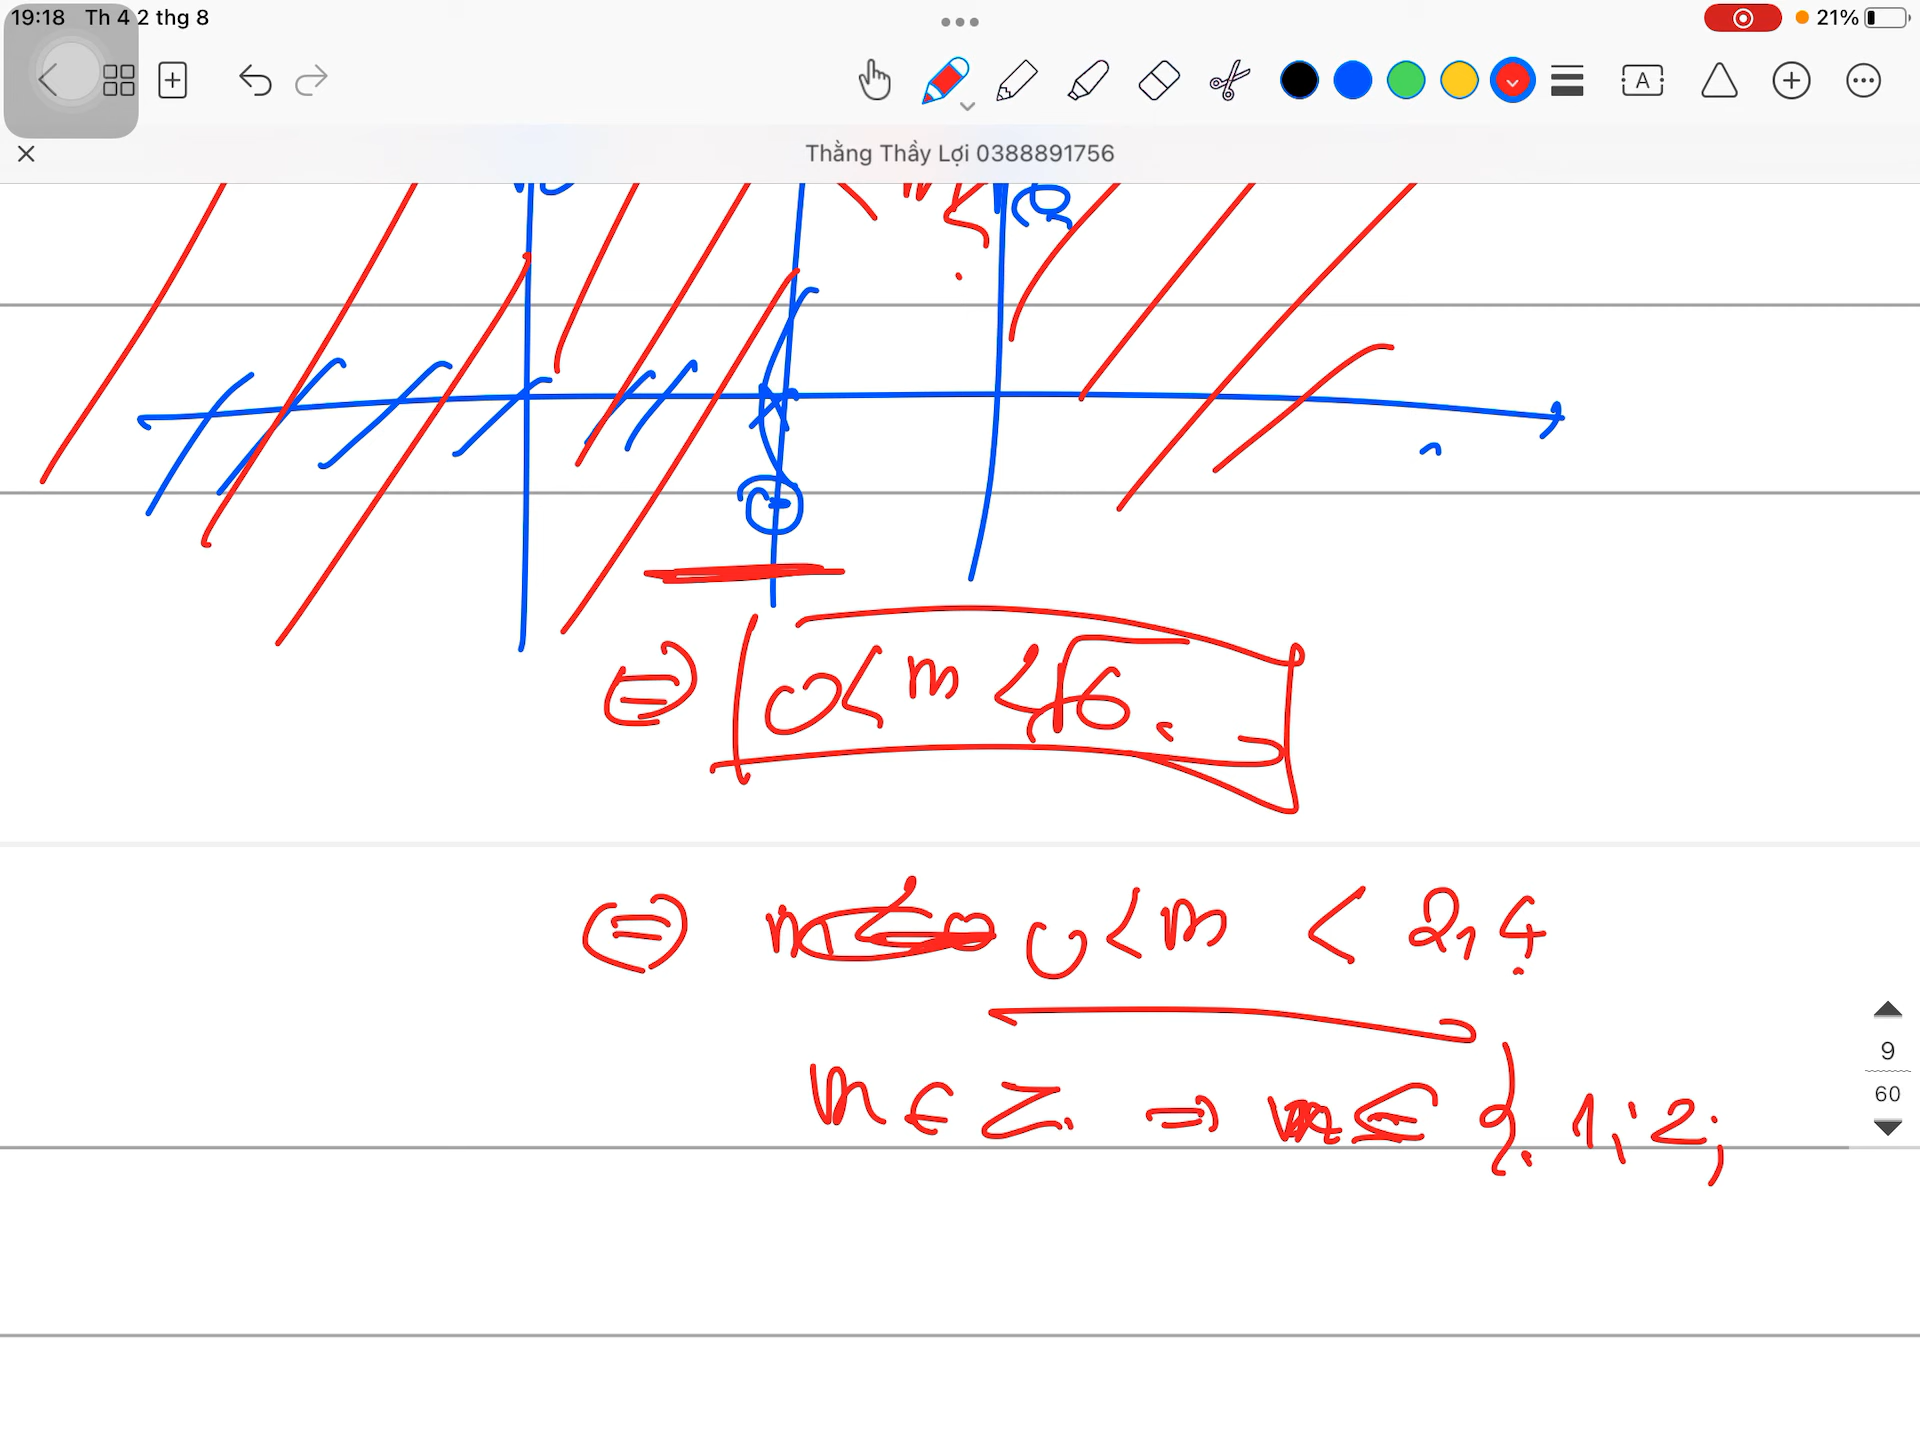 19:18 Th 4 2 thg 8
21%
A
Thằng Thầy Lợi 0388891756
⇔ 0 < m < √6.
⇔ 0 < m < 2,4
9
60
m ∈ Z. ⇒ m ∈ { 1; 2;